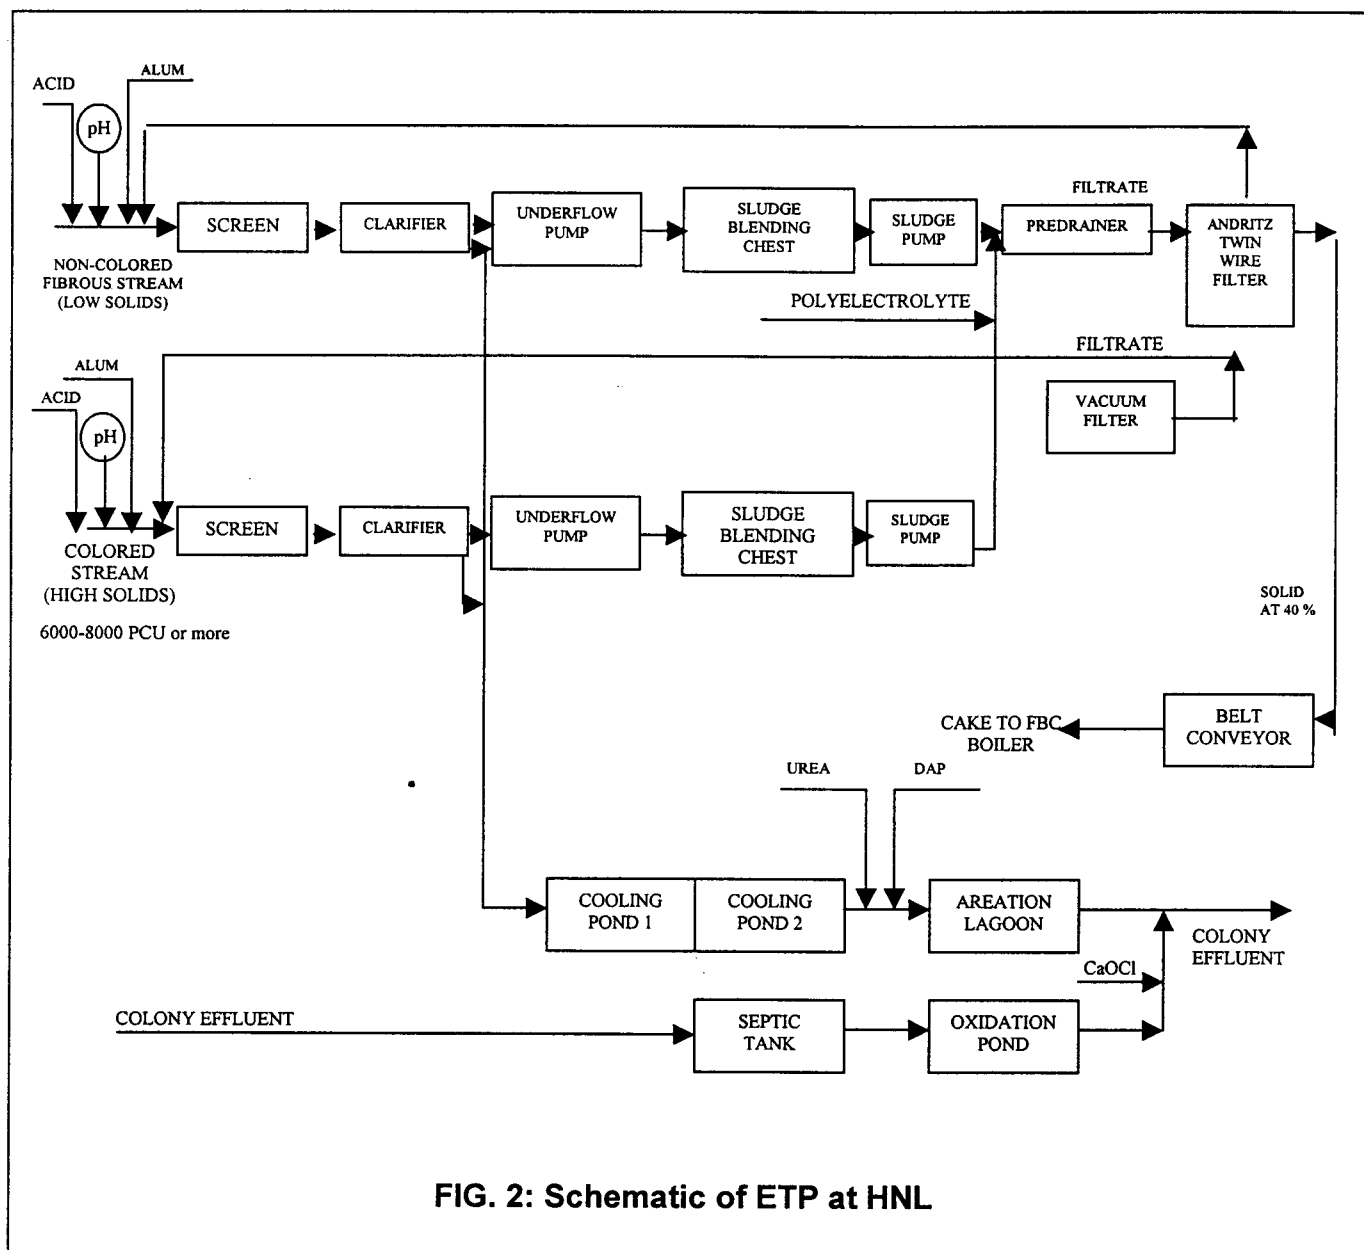 ALUM
ACID
pH
FILTRATE
SCREEN
CLARIFIER
UNDERFLOW
PUMP
SLUDGE
BLENDING
CHEST
SLUDGE
PUMP
PREDRAINER
ANDRITZ
TWIN
WIRE
FILTER
NON-COLORED
FIBROUS STREAM
(LOW SOLIDS)
POLYELECTROLYTE
FILTRATE
ALUM
ACID
pH
VACUUM
FILTER
SCREEN
CLARIFIER
UNDERFLOW
PUMP
SLUDGE
BLENDING
CHEST
SLUDGE
PUMP
COLORED
STREAM
(HIGH SOLIDS)
6000-8000 PCU or more
SOLID
AT 40 %
BELT
CONVEYOR
CAKE TO FBC
BOILER
UREA
DAP
COOLING
POND 1
COOLING
POND 2
AREATION
LAGOON
COLONY
EFFLUENT
CaOCl
COLONY EFFLUENT
SEPTIC
TANK
OXIDATION
POND
FIG. 2: Schematic of ETP at HNL